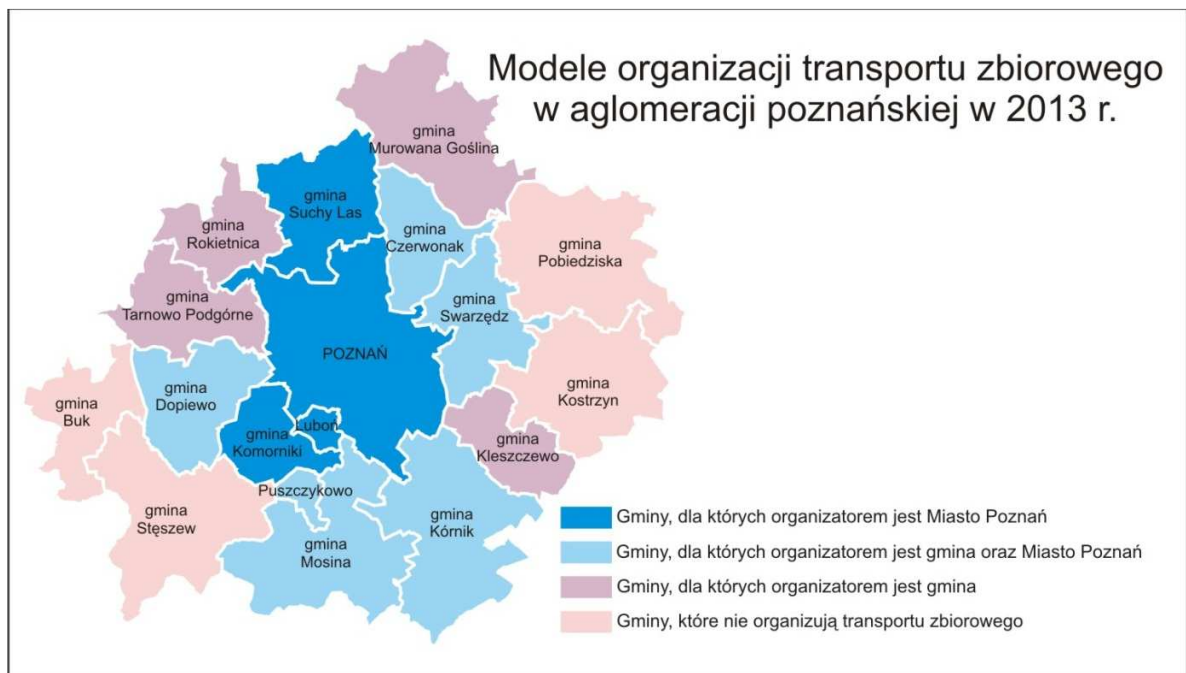 Modele organizacji transportu zbiorowego
w aglomeracji poznańskiej w 2013 r.
gmina
Murowana Goślina
gmina
Suchy Las
gmina
Rokietnica
gmina
Czerwonak
gmina
Pobiedziska
gmina
Tarnowo Podgórne
gmina
Swarzędz
POZNAŃ
gmina
Dopiewo
gmina
Kostrzyn
gmina
Buk
Luboń
gmina
Komorniki
gmina
Kleszczewo
Puszczykowo
gmina
Stęszew
gmina
Kórnik
gmina
Mosina
Gminy, dla których organizatorem jest Miasto Poznań
Gminy, dla których organizatorem jest gmina oraz Miasto Poznań
Gminy, dla których organizatorem jest gmina
Gminy, które nie organizują transportu zbiorowego